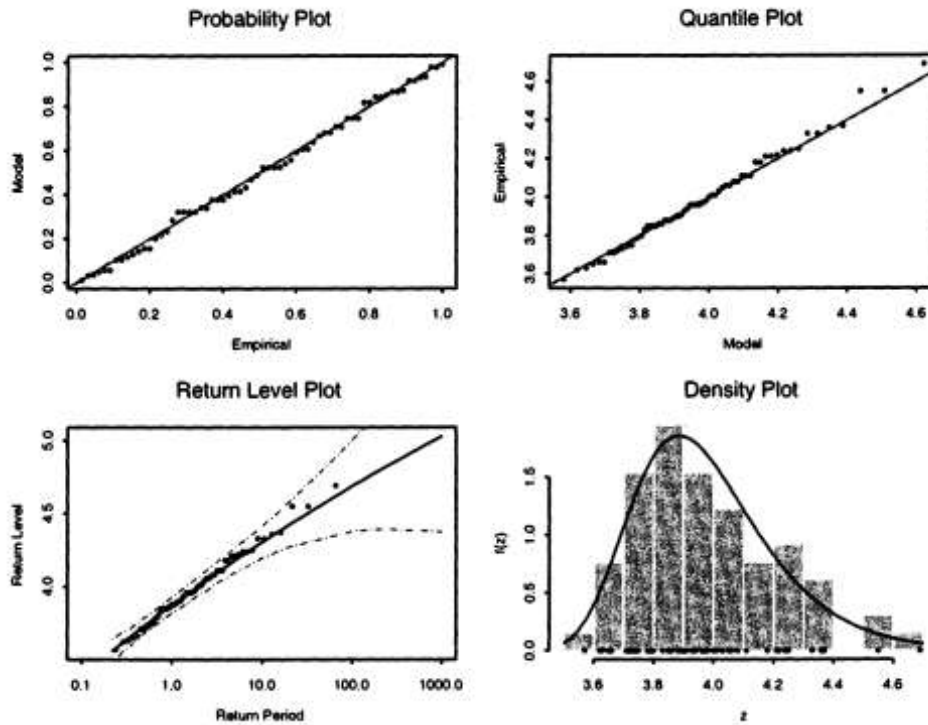 Probability Plot
Model
0.0 0.2 0.4 0.6 0.8 1.0
0.0 0.2 0.4 0.6 0.8 1.0
Empirical
Quantile Plot
Empirical
3.6 3.8 4.0 4.2 4.4 4.6
3.6 3.8 4.0 4.2 4.4 4.6
Model
Return Level Plot
Return Level
4.0 4.5 5.0
0.1 1.0 10.0 100.0 1000.0
Return Period
Density Plot
f(z)
0.0 0.5 1.5
3.6 3.8 4.0 4.2 4.4 4.6
z